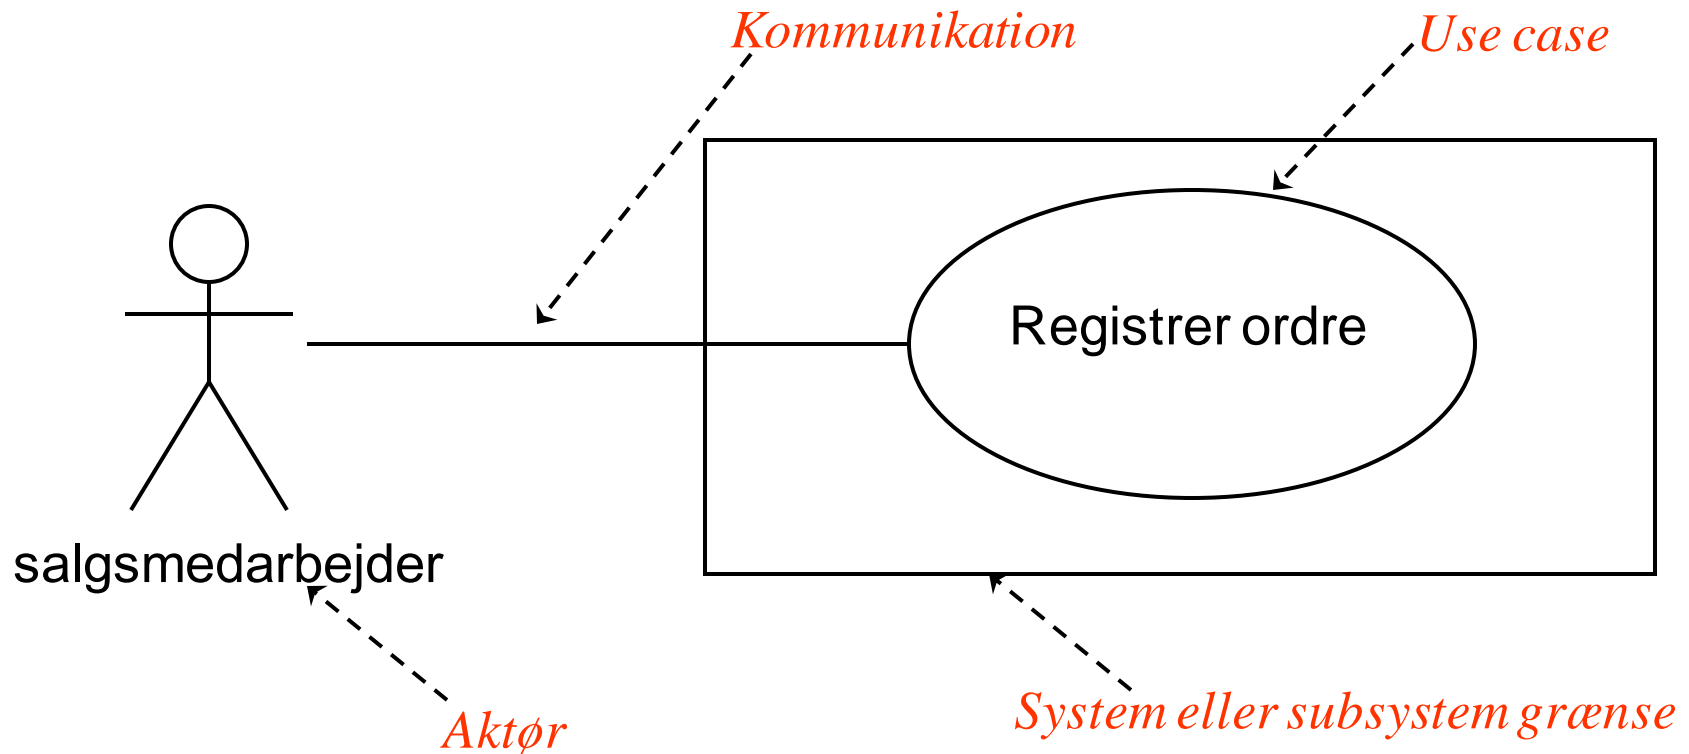 Kommunikation
Use case
Registrer ordre
salgsmedarbejder
System eller subsystem grænse
Aktør